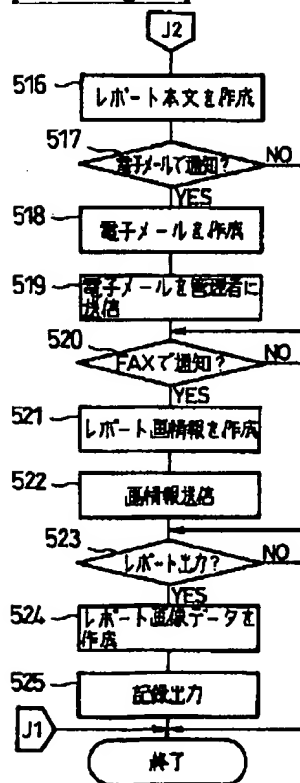 J2
516
レポート本文を作成
517
電子メールで通知?
NO
YES
518
電子メールを作成
519
電子メールを管理者に
送信
520
FAXで通知?
NO
YES
521
レポート画情報を作成
522
画情報送信
523
レポート出力?
NO
YES
524
レポート画像データを
作成
525
記録出力
J1
終了